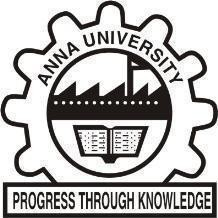 ANNA UNIVERSITY
PROGRESS THROUGH KNOWLEDGE